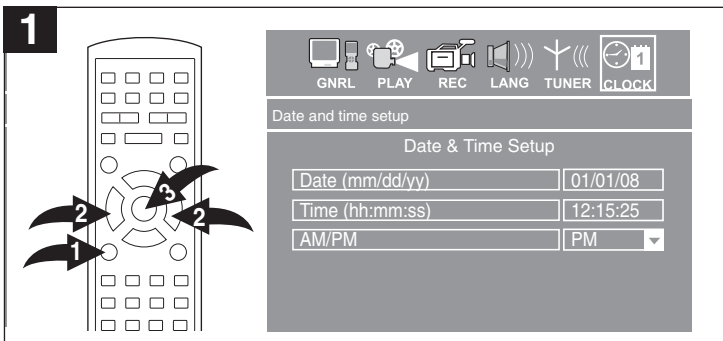 1
GNRL PLAY REC LANG TUNER CLOCK
1
Date and time setup
Date & Time Setup
Date (mm/dd/yy) 01/01/08
Time (hh:mm:ss) 12:15:25
AM/PM PM
3
2 2
1